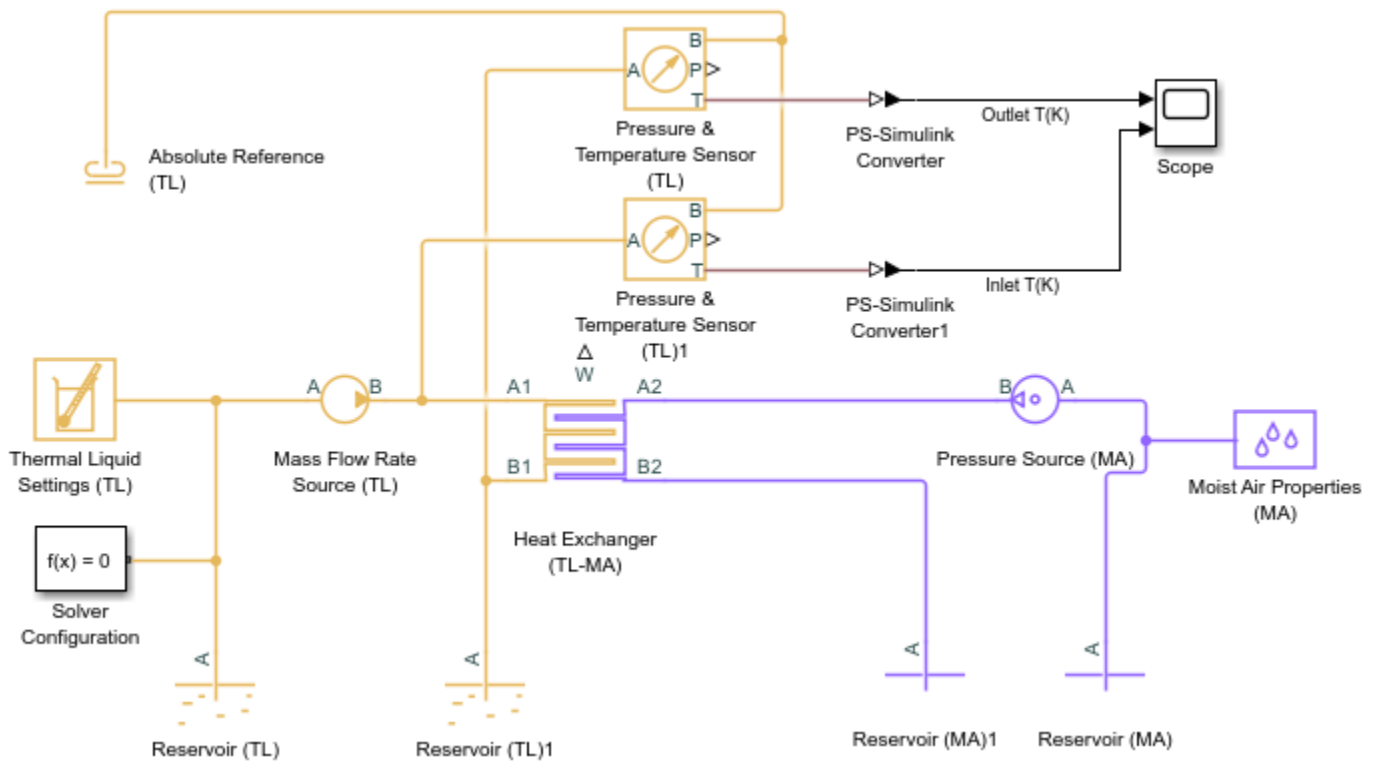 B
A
P
T
Pressure &
Temperature Sensor
(TL)
Outlet T(K)
PS-Simulink
Converter
Scope
Absolute Reference
(TL)
B
A
P
T
Pressure &
Temperature Sensor
(TL)1
Inlet T(K)
PS-Simulink
Converter1
W
A
B
A1
A2
B
A
Thermal Liquid
Settings (TL)
Mass Flow Rate
Source (TL)
B1
B2
Pressure Source (MA)
Moist Air Properties
(MA)
f(x) = 0
Solver
Configuration
Heat Exchanger
(TL-MA)
A
A
A
A
Reservoir (TL)
Reservoir (TL)1
Reservoir (MA)1
Reservoir (MA)